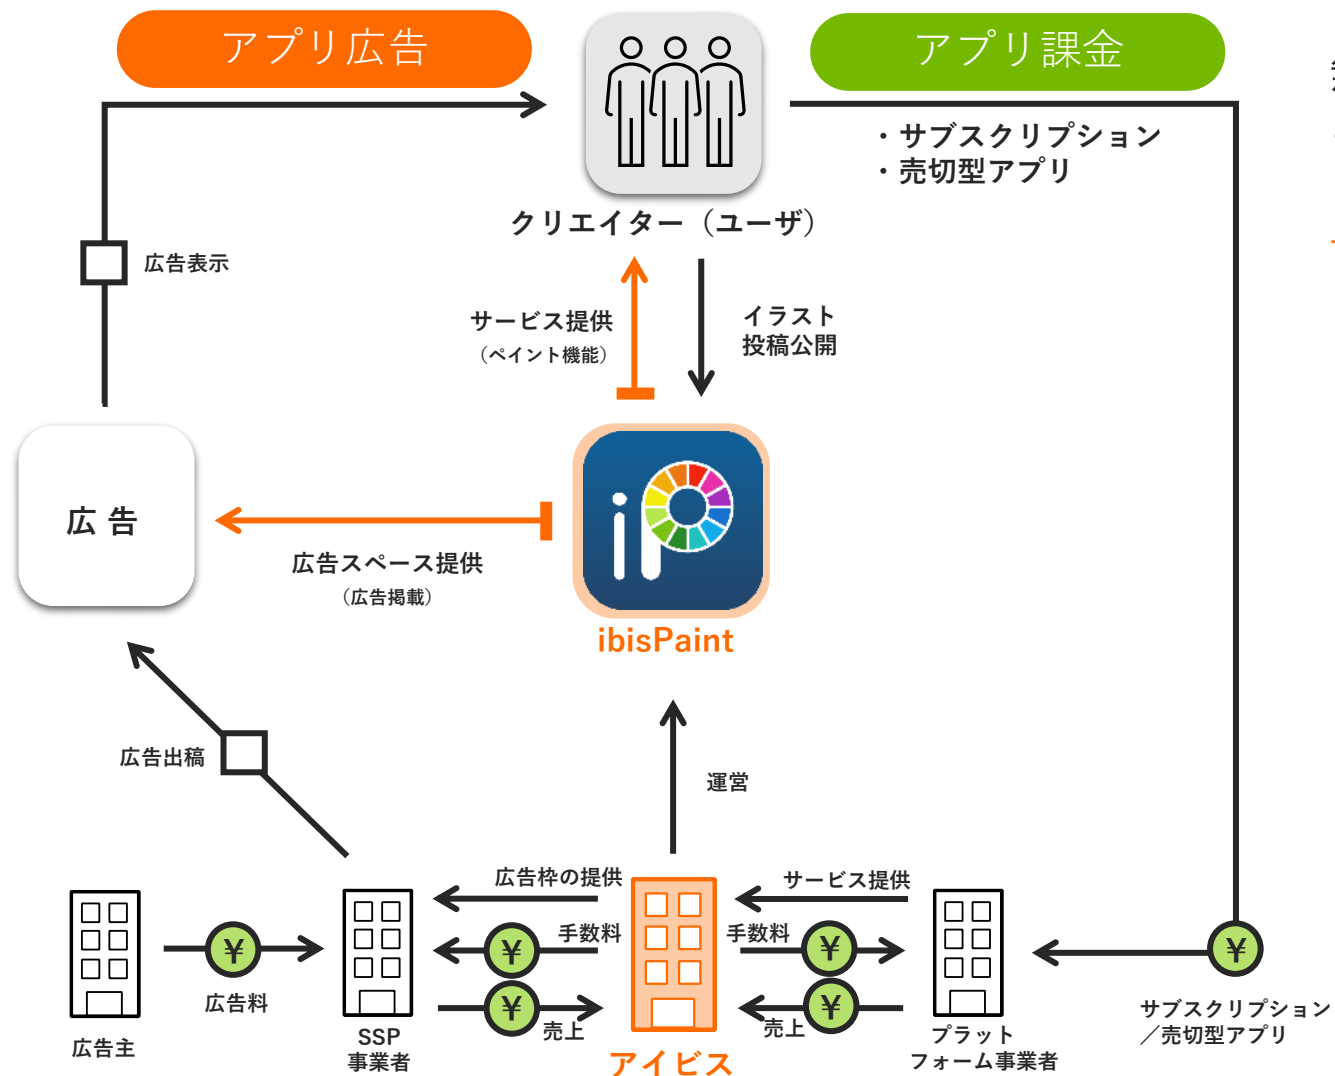 アプリ広告
アプリ課金
・サブスクリプション
・売切型アプリ
クリエイター（ユーザ）
広告表示
サービス提供
（ペイント機能）
イラスト
投稿公開
広 告
広告スペース提供
（広告掲載）
iP
ibisPaint
広告出稿
運営
広告枠の提供
サービス提供
手数料
手数料
¥
¥
¥
¥
広告料
¥
¥
売上
売上
広告主
SSP
事業者
アイビス
プラット
フォーム事業者
サブスクリプション
／売切型アプリ